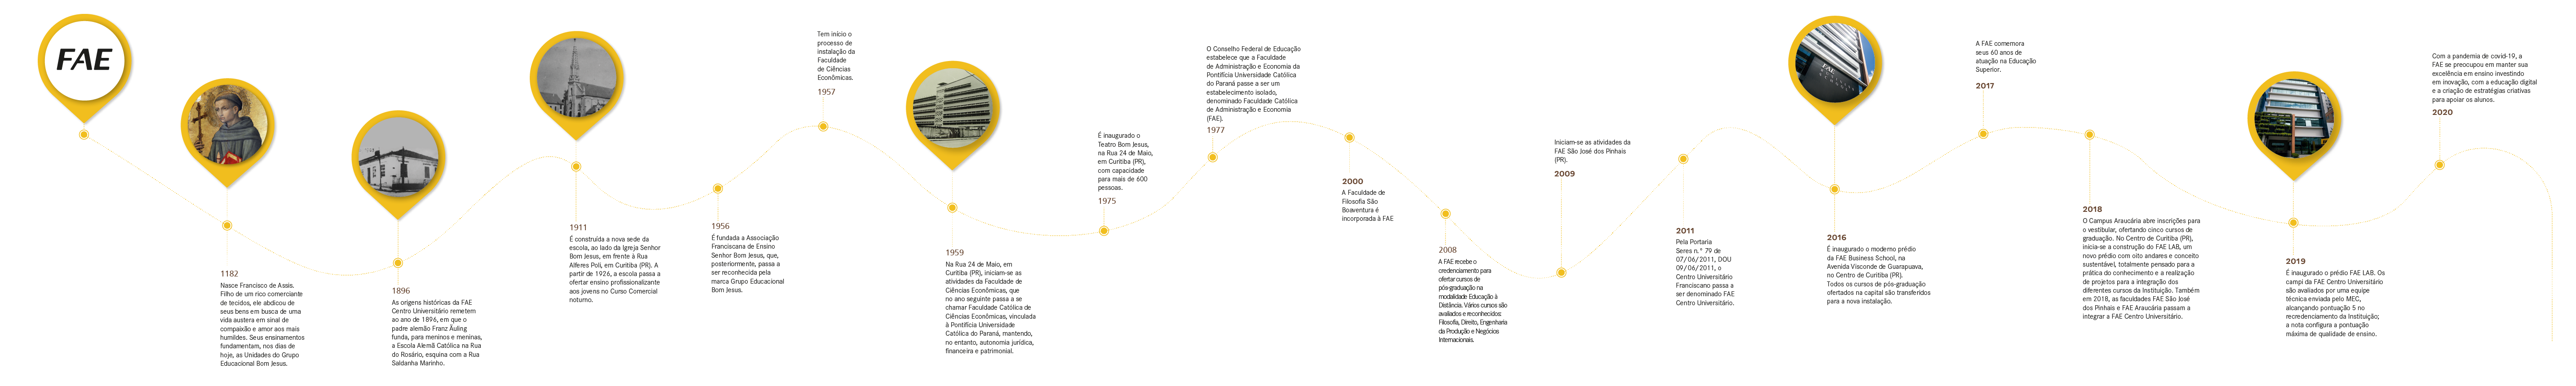 FAE
1182
Nasce Francisco de Assis.
Filho de um rico comerciante
de tecidos, ele abdicou de
seus bens em busca de uma
vida austera em sinal de
compaixão e amor aos mais
humildes. Seus ensinamentos
fundamentam, nos dias de
hoje, as Unidades do Grupo
Educacional Bom Jesus.
1896
As origens históricas da FAE
Centro Universitário remetem
ao ano de 1896, em que o
padre alemão Franz Äuling
funda, para meninos e meninas,
a Escola Alemã Católica na Rua
do Rosário, esquina com a Rua
Saldanha Marinho.
1911
É construída a nova sede da
escola, ao lado da Igreja Senhor
Bom Jesus, em frente à Rua
Alferes Poli, em Curitiba (PR). A
partir de 1926, a escola passa a
ofertar ensino profissionalizante
aos jovens no Curso Comercial
noturno.
1956
É fundada a Associação
Franciscana de Ensino
Senhor Bom Jesus, que,
posteriormente, passa a
ser reconhecida pela
marca Grupo Educacional
Bom Jesus.
Tem início o
processo de
instalação da
Faculdade
de Ciências
Econômicas.
1957
1959
Na Rua 24 de Maio, em
Curitiba (PR), iniciam-se as
atividades da Faculdade de
Ciências Econômicas, que
no ano seguinte passa a se
chamar Faculdade Católica de
Ciências Econômicas, vinculada
à Pontifícia Universidade
Católica do Paraná, mantendo,
no entanto, autonomia jurídica,
financeira e patrimonial.
É inaugurado o
Teatro Bom Jesus,
na Rua 24 de Maio,
em Curitiba (PR),
com capacidade
para mais de 600
pessoas.
1975
O Conselho Federal de Educação
estabelece que a Faculdade
de Administração e Economia da
Pontifícia Universidade Católica
do Paraná passe a ser um
estabelecimento isolado,
denominado Faculdade Católica
de Administração e Economia
(FAE).
1977
2000
A Faculdade de
Filosofia São
Boaventura é
incorporada à FAE
2008
A FAE recebe o
credenciamento para
ofertar cursos de
pós-graduação na
modalidade Educação à
Distância. Vários cursos são
avaliados e reconhecidos:
Filosofia, Direito, Engenharia
da Produção e Negócios
Internacionais.
Iniciam-se as atividades da
FAE São José dos Pinhais
(PR).
2009
2011
Pela Portaria
Seres n.° 79 de
07/06/2011, DOU
09/06/2011, o
Centro Universitário
Franciscano passa a
ser denominado FAE
Centro Universitário.
FAE
2016
É inaugurado o moderno prédio
da FAE Business School, na
Avenida Visconde de Guarapuava,
no Centro de Curitiba (PR).
Todos os cursos de pós-graduação
ofertados na capital são transferidos
para a nova instalação.
A FAE comemora
seus 60 anos de
atuação na Educação
Superior.
2017
2018
O Campus Araucária abre inscrições para
o vestibular, ofertando cinco cursos de
graduação. No Centro de Curitiba (PR),
inicia-se a construção do FAE LAB, um
novo prédio com oito andares e conceito
sustentável, totalmente pensado para a
prática do conhecimento e a realização
de projetos para a integração dos
diferentes cursos da Instituição. Também
em 2018, as faculdades FAE São José
dos Pinhais e FAE Araucária passam a
integrar a FAE Centro Universitário.
2019
É inaugurado o prédio FAE LAB. Os
campi da FAE Centro Universitário
são avaliados por uma equipe
técnica enviada pelo MEC,
alcançando pontuação 5 no
recredenciamento da Instituição;
a nota configura a pontuação
máxima de qualidade de ensino.
Com a pandemia de covid-19, a
FAE se preocupou em manter sua
excelência em ensino investindo
em inovação, com a educação digital
e a criação de estratégias criativas
para apoiar os alunos.
2020